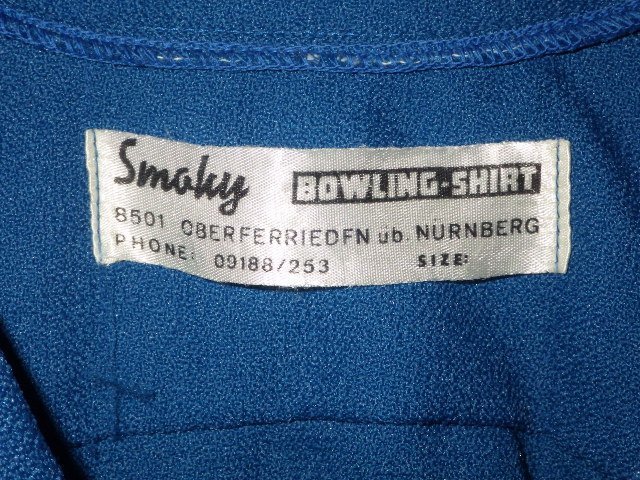 Smoky BOWLING-SHIRT
8501 OBERFERRIEDFN ub. NÜRNBERG
PHONE: 09188/253 SIZE: